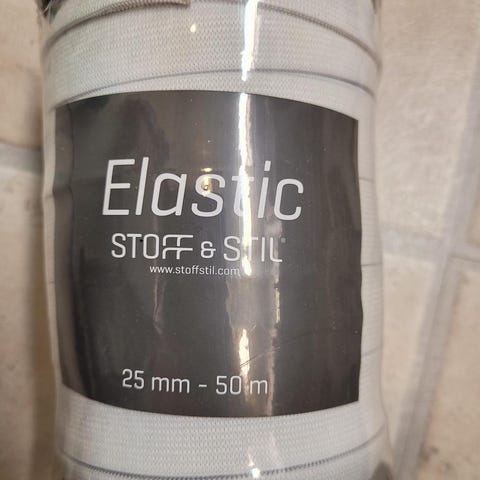 Elastic
STOFF & STIL®
www.stoffstil.com
25 mm - 50 m